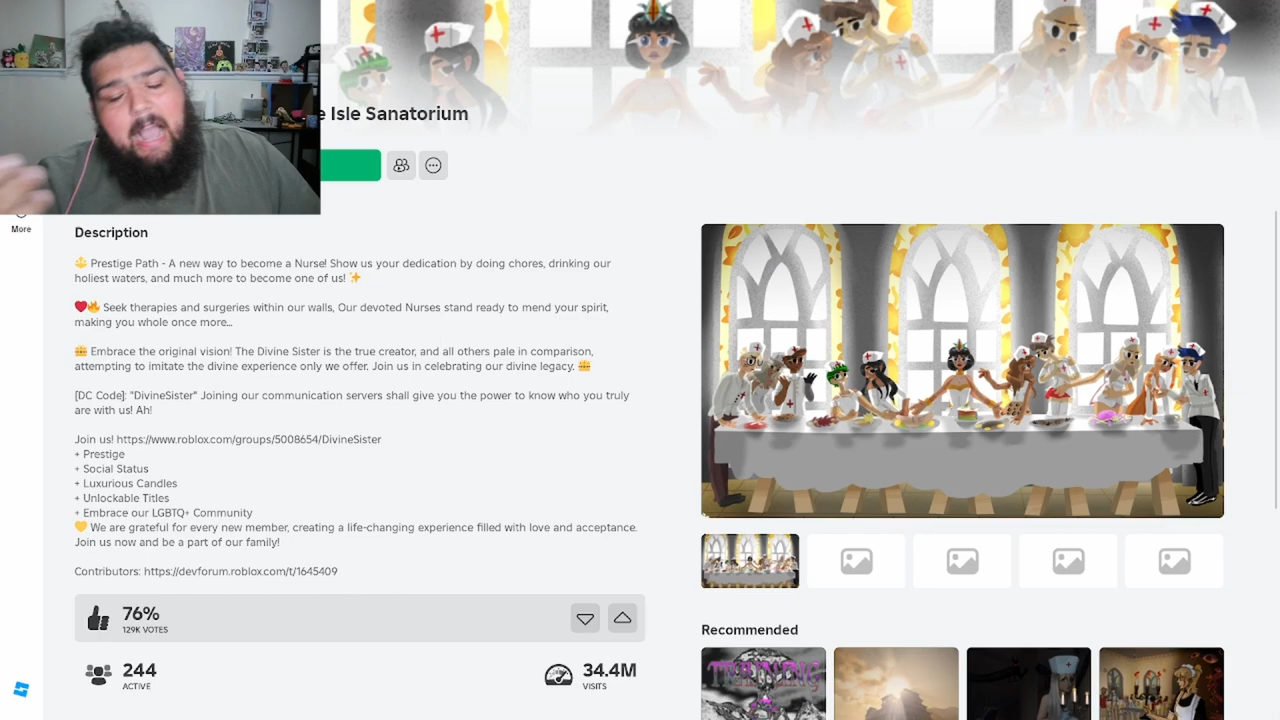 e Isle Sanatorium
More
Description
🔱 Prestige Path - A new way to become a Nurse! Show us your dedication by doing chores, drinking our
holiest waters, and much more to become one of us! ✨
❤️🔥 Seek therapies and surgeries within our walls, Our devoted Nurses stand ready to mend your spirit,
making you whole once more...
Embrace the original vision! The Divine Sister is the true creator, and all others pale in comparison,
attempting to imitate the divine experience only we offer. Join us in celebrating our divine legacy.
[DC Code]: "DivineSister" Joining our communication servers shall give you the power to know who you truly
are with us! Ah!
Join us! https://www.roblox.com/groups/5008654/DivineSister
+ Prestige
+ Social Status
+ Luxurious Candles
+ Unlockable Titles
+ Embrace our LGBTQ+ Community
💛 We are grateful for every new member, creating a life-changing experience filled with love and acceptance.
Join us now and be a part of our family!
Contributors: https://devforum.roblox.com/t/1645409
76%
129K VOTES
244
ACTIVE
34.4M
VISITS
Recommended